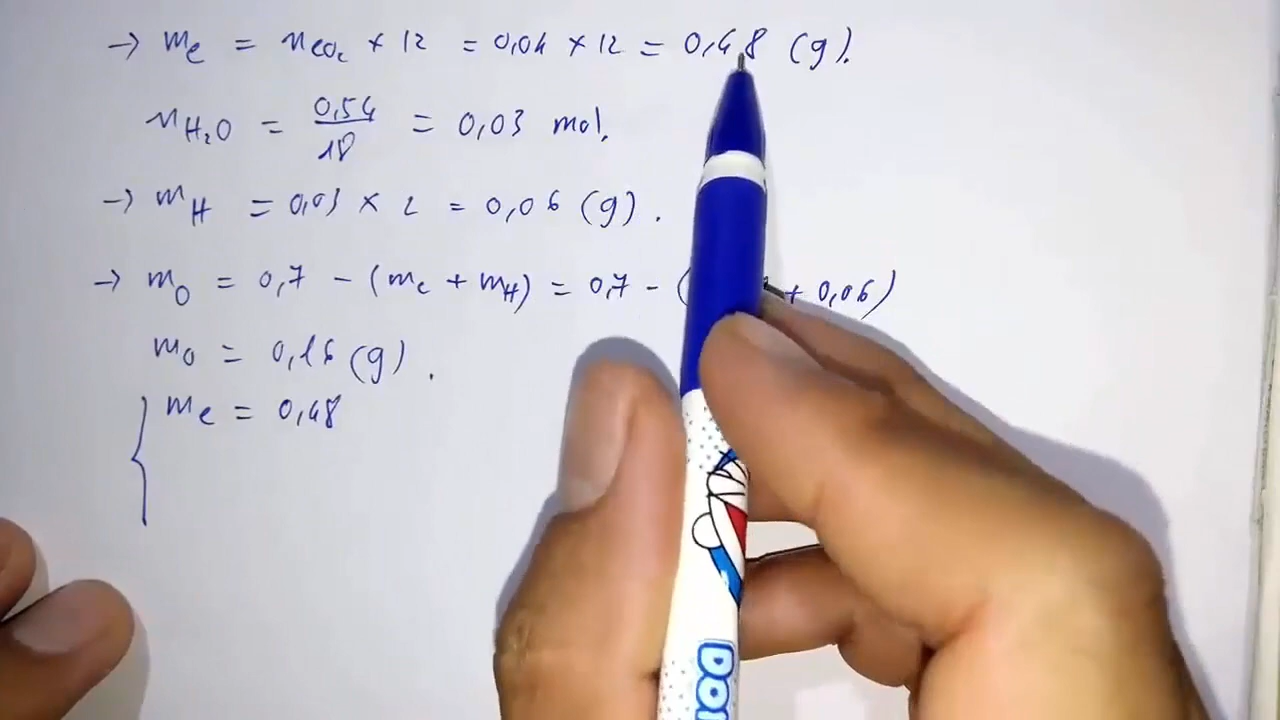 → mC = nCO₂ × 12 = 0,04 × 12 = 0,48 (g).
nH₂O = 0,54/18 = 0,03 mol.
→ mH = 0,03 × 2 = 0,06 (g).
→ mO = 0,7 - (mC + mH) = 0,7 - ( + 0,06)
mO = 0,16 (g).
{ mC = 0,48